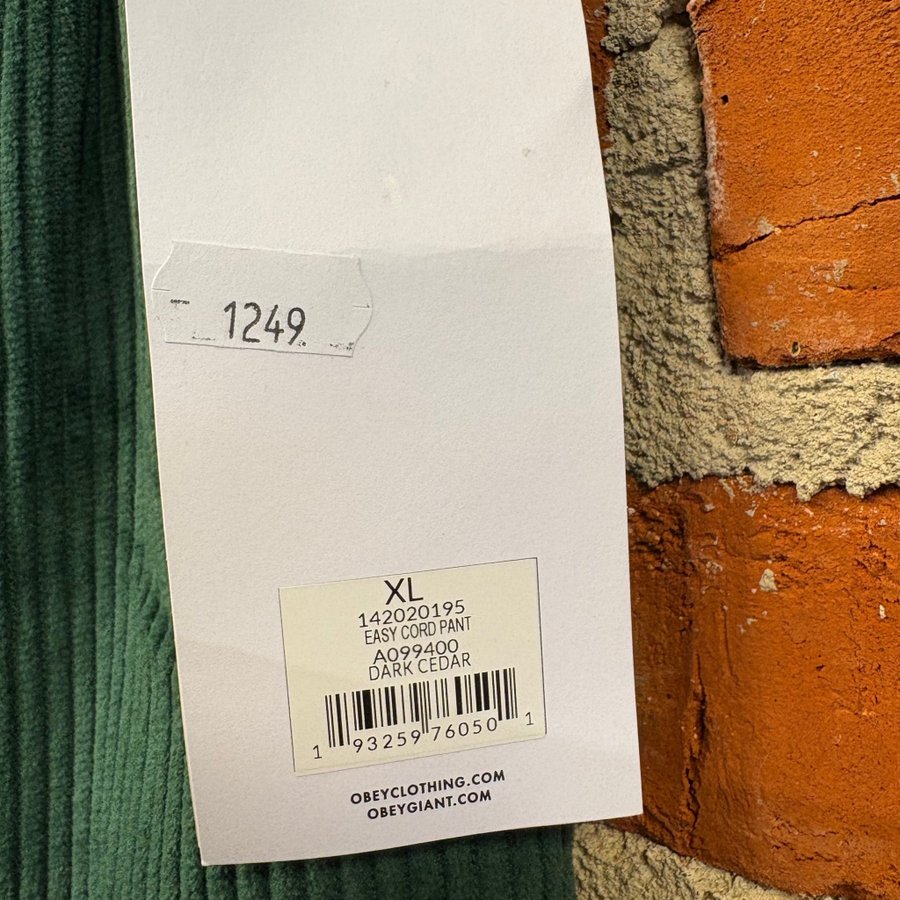 1249
XL
142020195
EASY CORD PANT
A099400
DARK CEDAR
1 93259 76050 1
OBEYCLOTHING.COM
OBEYGIANT.COM